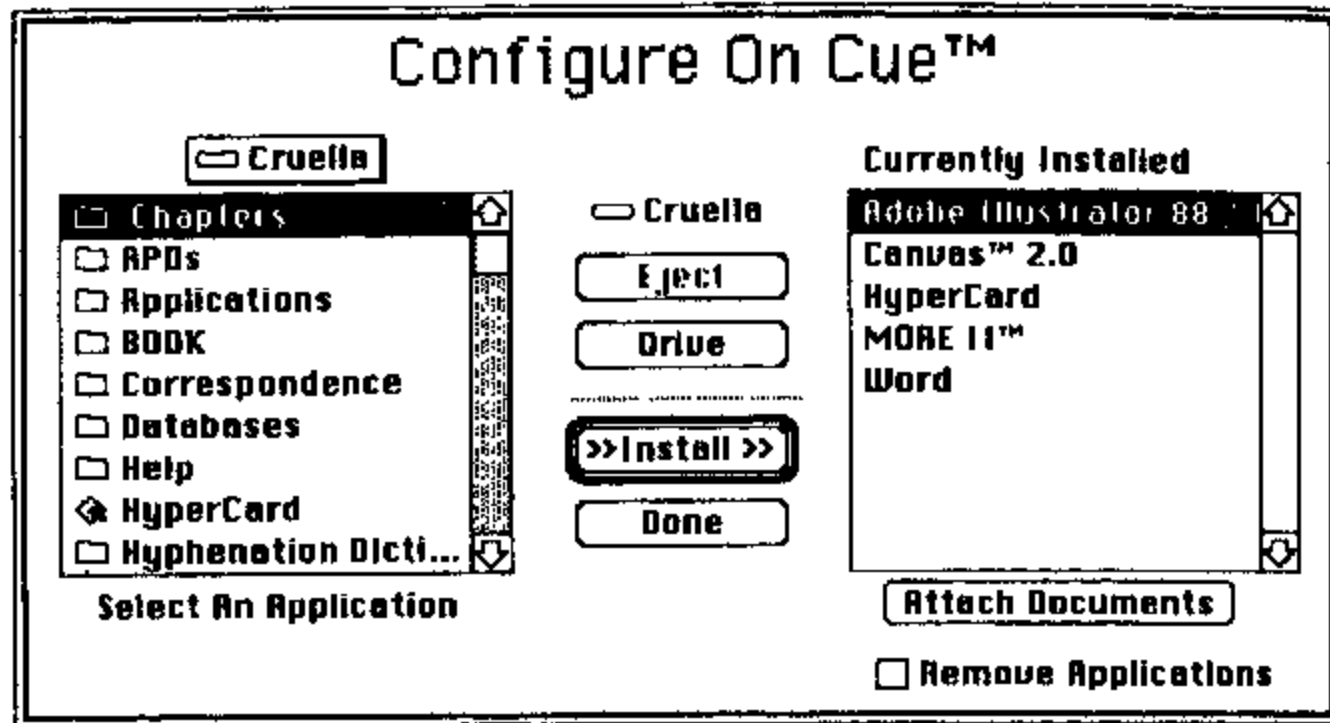 Configure On Cue™
Cruella
Chapters
APDs
Applications
BOOK
Correspondence
Databases
Help
HyperCard
Hyphenation Dicti...
Select An Application
Cruella
Eject
Drive
>>Install >>
Done
Currently Installed
Adobe Illustrator 88
Canvas™ 2.0
HyperCard
MORE II™
Word
Attach Documents
Remove Applications